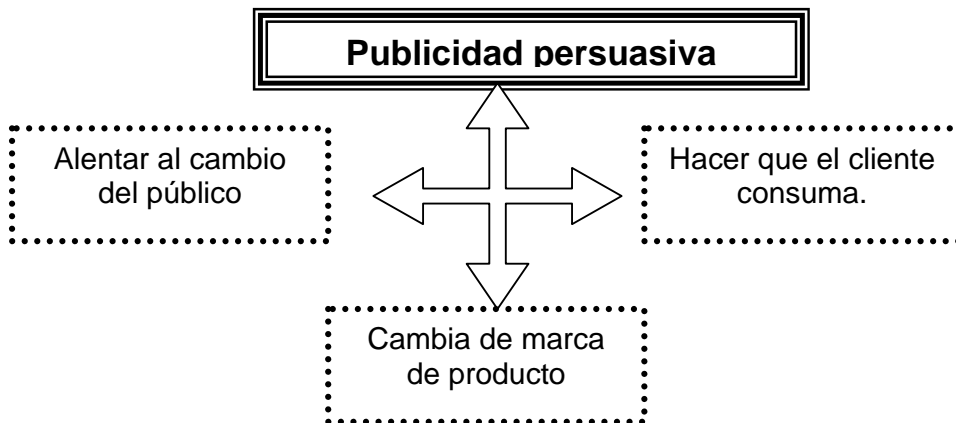 Publicidad persuasiva
Alentar al cambio
del público
Hacer que el cliente
consuma.
Cambia de marca
de producto